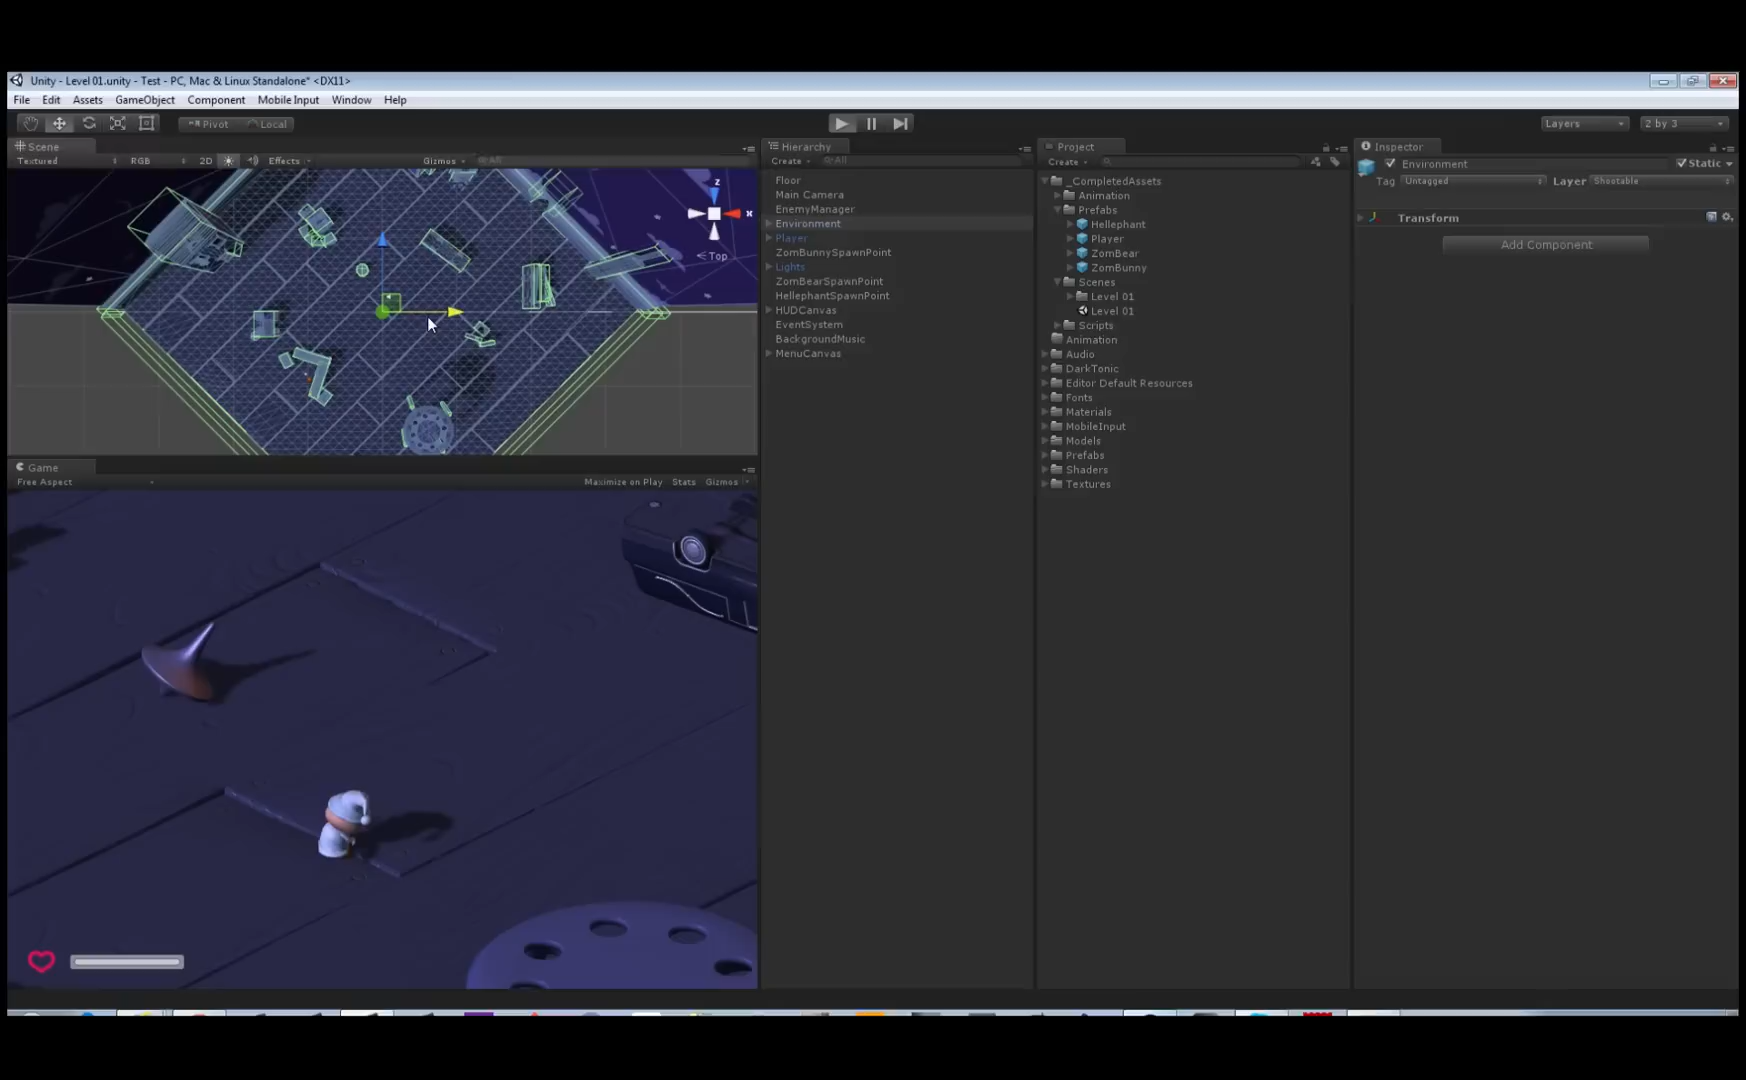 Unity - Level 01.unity - Test - PC, Mac & Linux Standalone* <DX11>
File Edit Assets GameObject Component Mobile Input Window Help
Pivot Local
Layers
2 by 3
Scene
Textured RGB 2D Effects Gizmos All
z
x
Top
Game
Free Aspect Maximize on Play Stats Gizmos
Hierarchy
Create All
Floor
Main Camera
EnemyManager
Environment
Player
ZomBunnySpawnPoint
Lights
ZomBearSpawnPoint
HellephantSpawnPoint
HUDCanvas
EventSystem
BackgroundMusic
MenuCanvas
Project
Create
_CompletedAssets
Animation
Prefabs
Hellephant
Player
ZomBear
ZomBunny
Scenes
Level 01
Level 01
Scripts
Animation
Audio
DarkTonic
Editor Default Resources
Fonts
Materials
MobileInput
Models
Prefabs
Shaders
Textures
Inspector
Environment Static
Tag Untagged Layer Shootable
Transform
Add Component